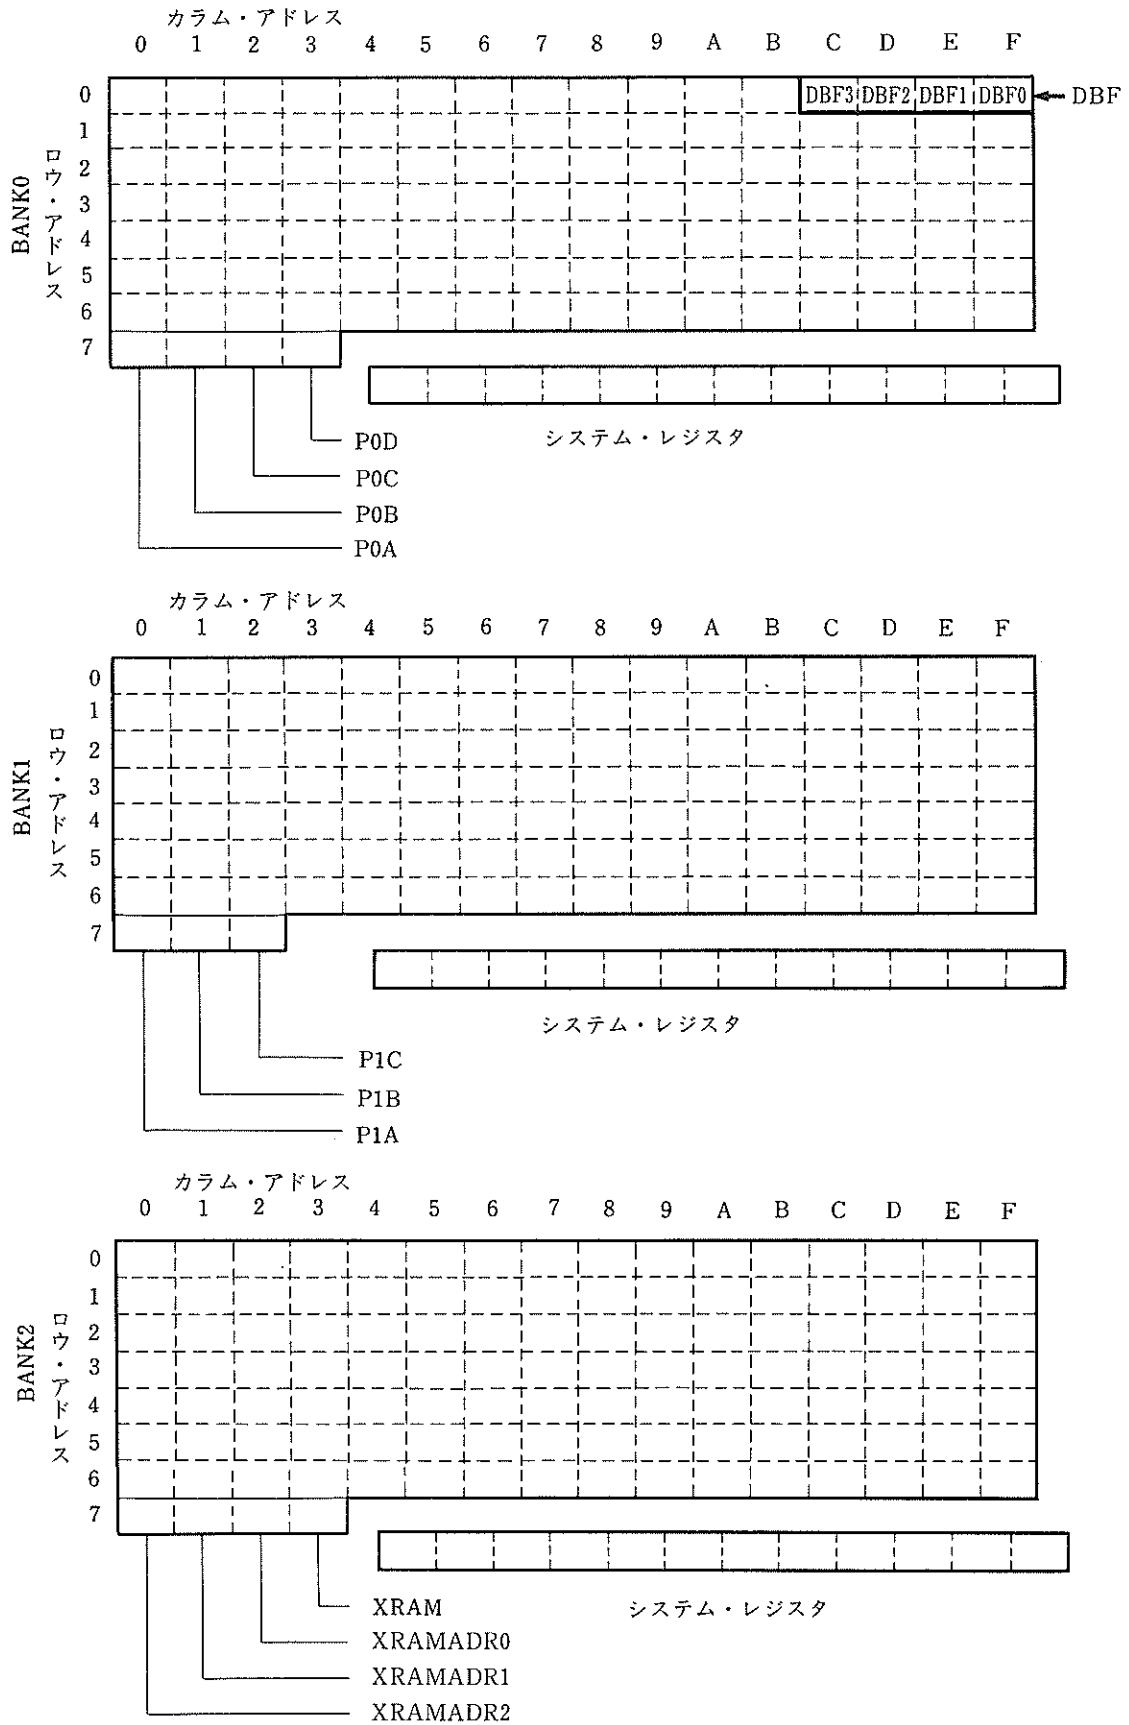 カラム・アドレス
0 1 2 3 4 5 6 7 8 9 A B C D E F
BANK0
ロウ・アドレス
0 DBF3 DBF2 DBF1 DBF0 DBF
1
2
3
4
5
6
7
システム・レジスタ
P0D
P0C
P0B
P0A
カラム・アドレス
0 1 2 3 4 5 6 7 8 9 A B C D E F
BANK1
ロウ・アドレス
0
1
2
3
4
5
6
7
システム・レジスタ
P1C
P1B
P1A
カラム・アドレス
0 1 2 3 4 5 6 7 8 9 A B C D E F
BANK2
ロウ・アドレス
0
1
2
3
4
5
6
7
XRAM システム・レジスタ
XRAMADR0
XRAMADR1
XRAMADR2